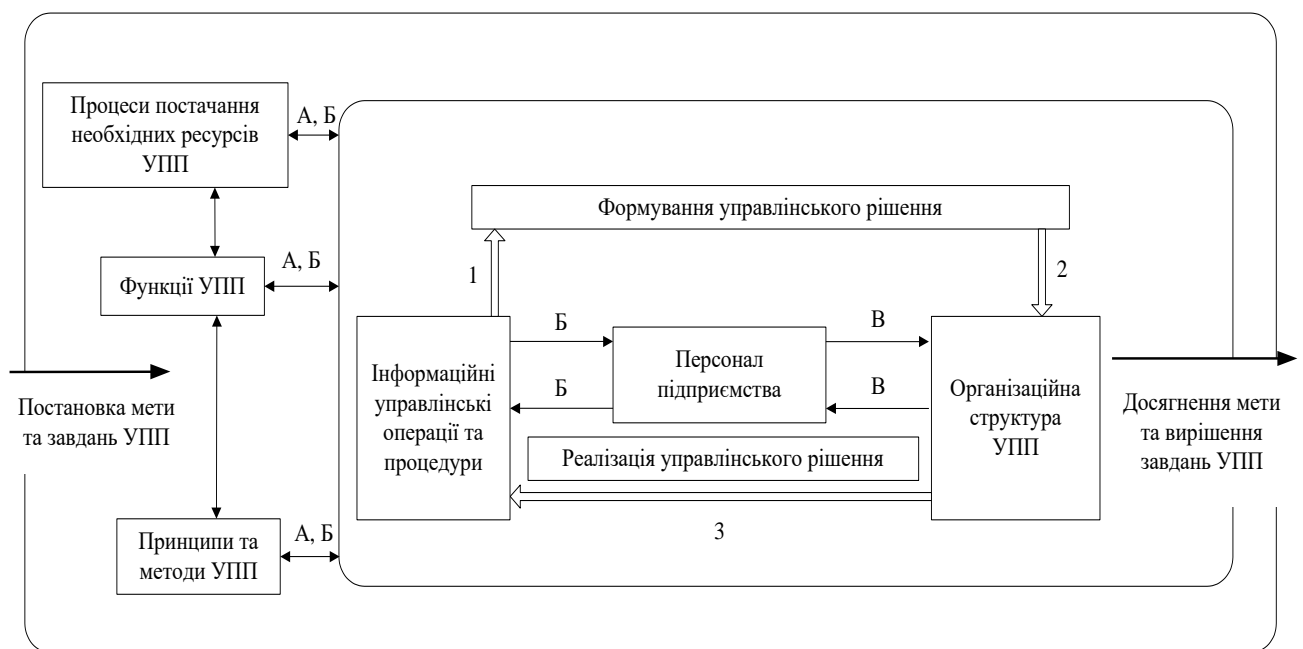 Процеси постачання
необхідних ресурсів
УПП
А, Б
Формування управлінського рішення
Функції УПП
А, Б
1
2
Інформаційні
управлінські
операції та
процедури
Б
Б
Персонал
підприємства
В
В
Організаційна
структура
УПП
Постановка мети
та завдань УПП
Досягнення мети
та вирішення
завдань УПП
Реалізація управлінського рішення
3
Принципи та
методи УПП
А, Б